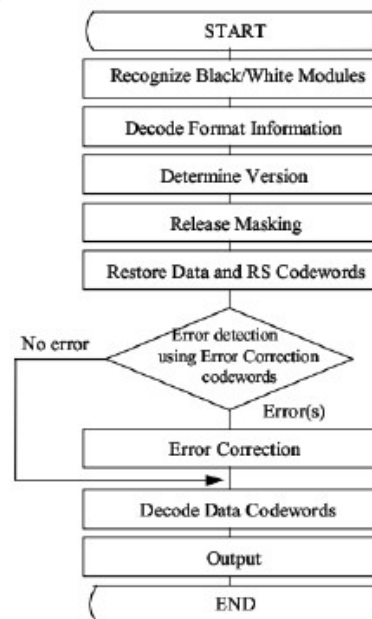 START
Recognize Black/White Modules
Decode Format Information
Determine Version
Release Masking
Restore Data and RS Codewords
Error detection
No error
using Error Correction
codewords
Error(s)
Error Correction
Decode Data Codewords
Output
END